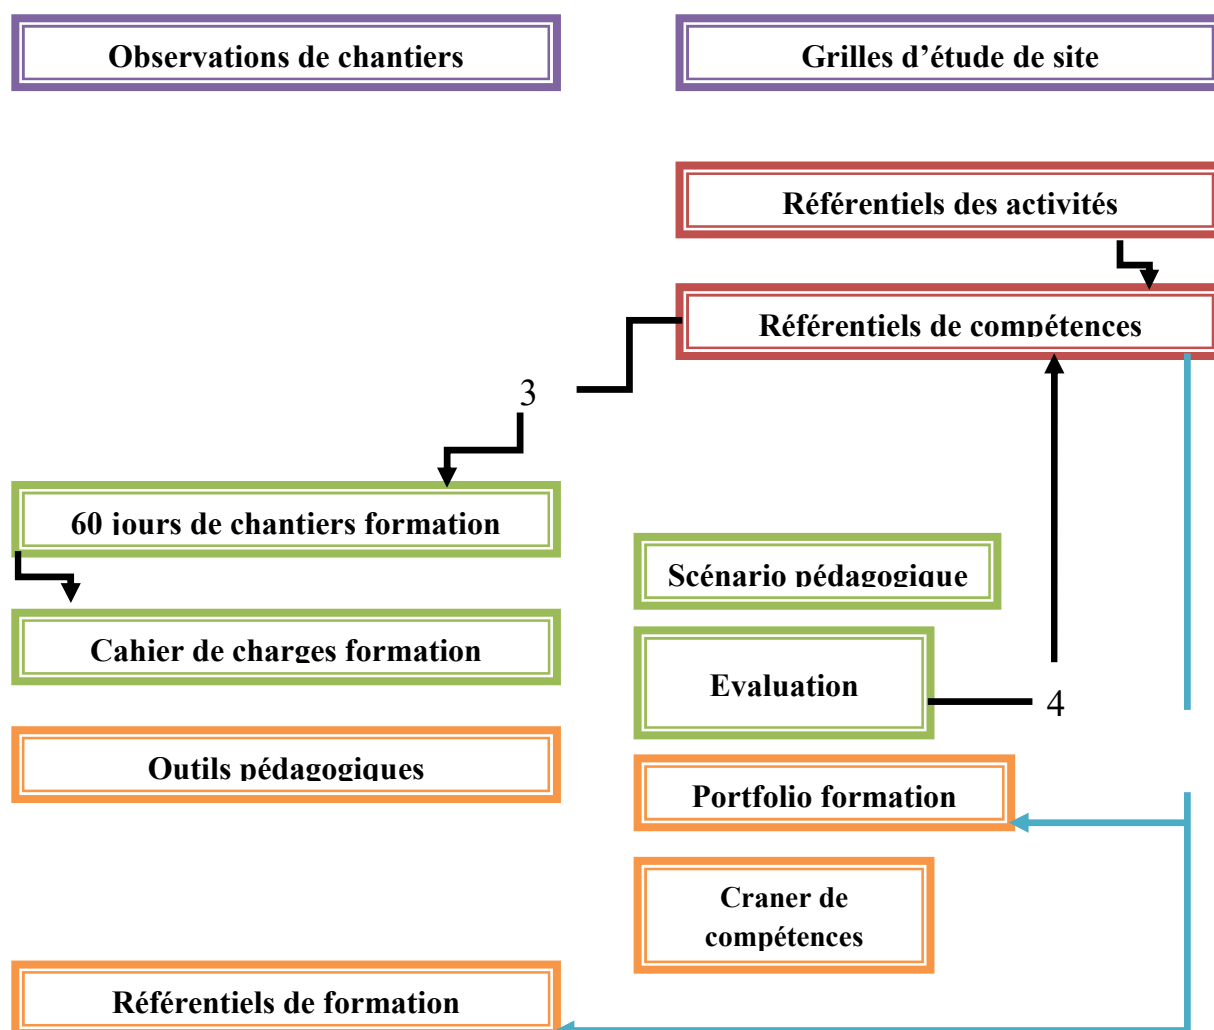 Observations de chantiers
Grilles d'étude de site
Référentiels des activités
Référentiels de compétences
3
60 jours de chantiers formation
Scénario pédagogique
Cahier de charges formation
Evaluation
4
Outils pédagogiques
Portfolio formation
Craner de
compétences
Référentiels de formation